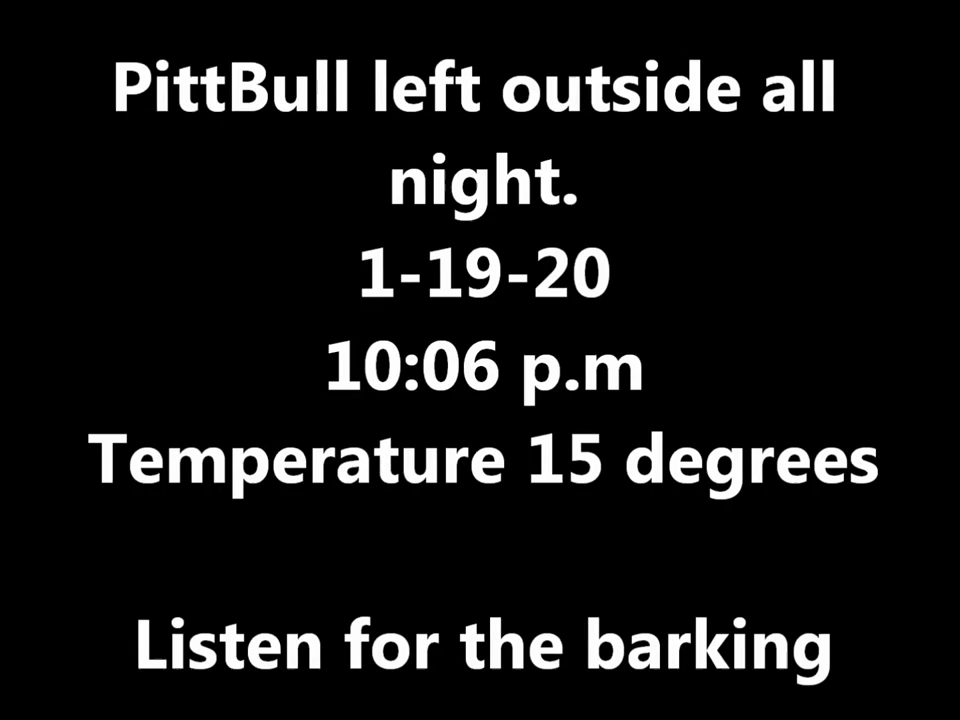 PittBull left outside all
night.
1-19-20
10:06 p.m
Temperature 15 degrees
Listen for the barking